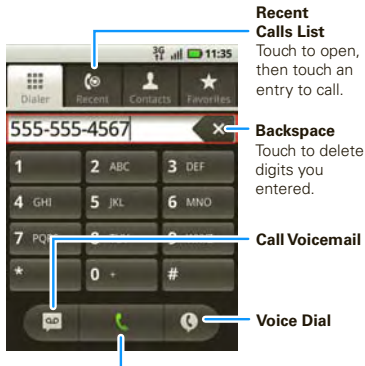 Recent
Calls List
Touch to open,
then touch an
entry to call.
3G 11:35
Dialer Recent Contacts Favorites
555-555-4567
Backspace
Touch to delete
digits you
entered.
1 2 ABC 3 DEF
4 GHI 5 JKL 6 MNO
7
* 0 + #
Call Voicemail
Voice Dial